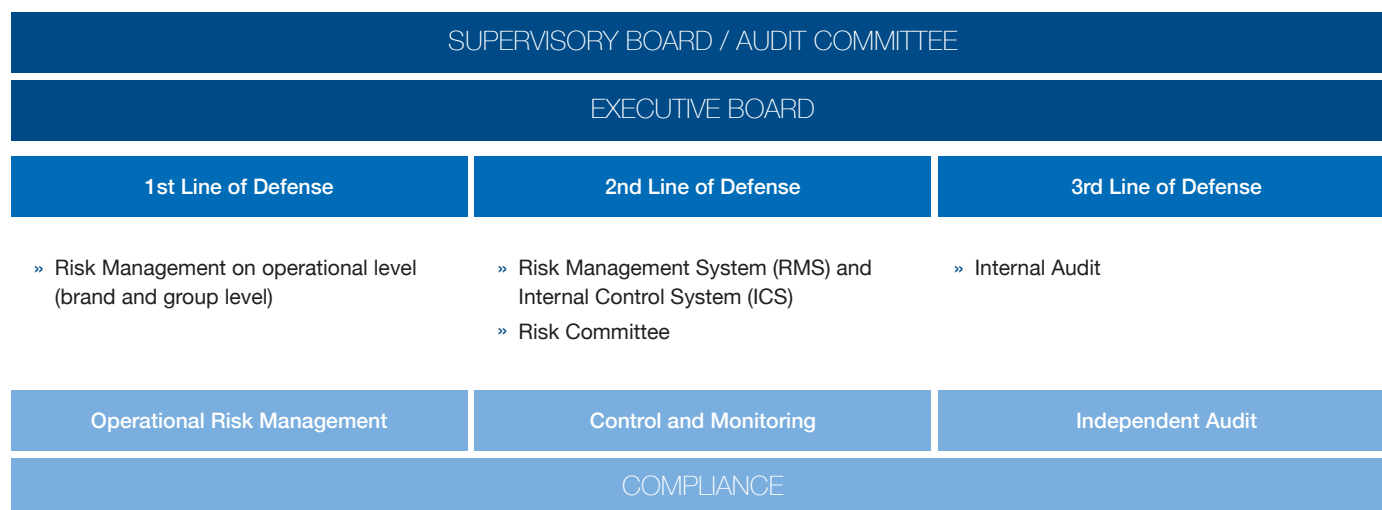 SUPERVISORY BOARD / AUDIT COMMITTEE
EXECUTIVE BOARD
1st Line of Defense
2nd Line of Defense
3rd Line of Defense
» Risk Management on operational level
(brand and group level)
» Risk Management System (RMS) and
Internal Control System (ICS)
» Risk Committee
» Internal Audit
Operational Risk Management
Control and Monitoring
Independent Audit
COMPLIANCE